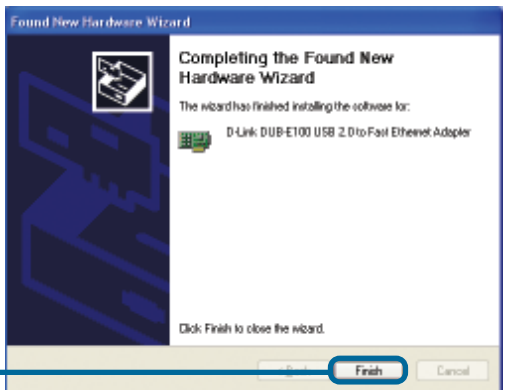 Found New Hardware Wizard
Completing the Found New
Hardware Wizard
The wizard has finished installing the software for:
D-Link DUB-E100 USB 2.0 to Fast Ethernet Adapter
Click Finish to close the wizard.
Finish
Cancel